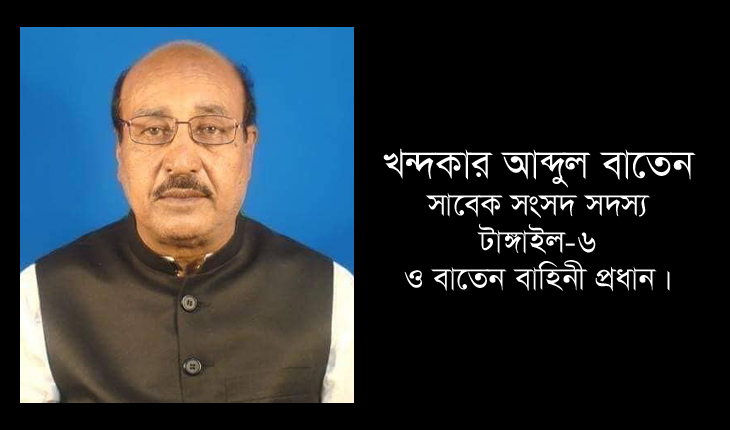 খন্দকার আব্দুল বাতেন
সাবেক সংসদ সদস্য
টাঙ্গাইল-৬
ও বাতেন বাহিনী প্রধান।